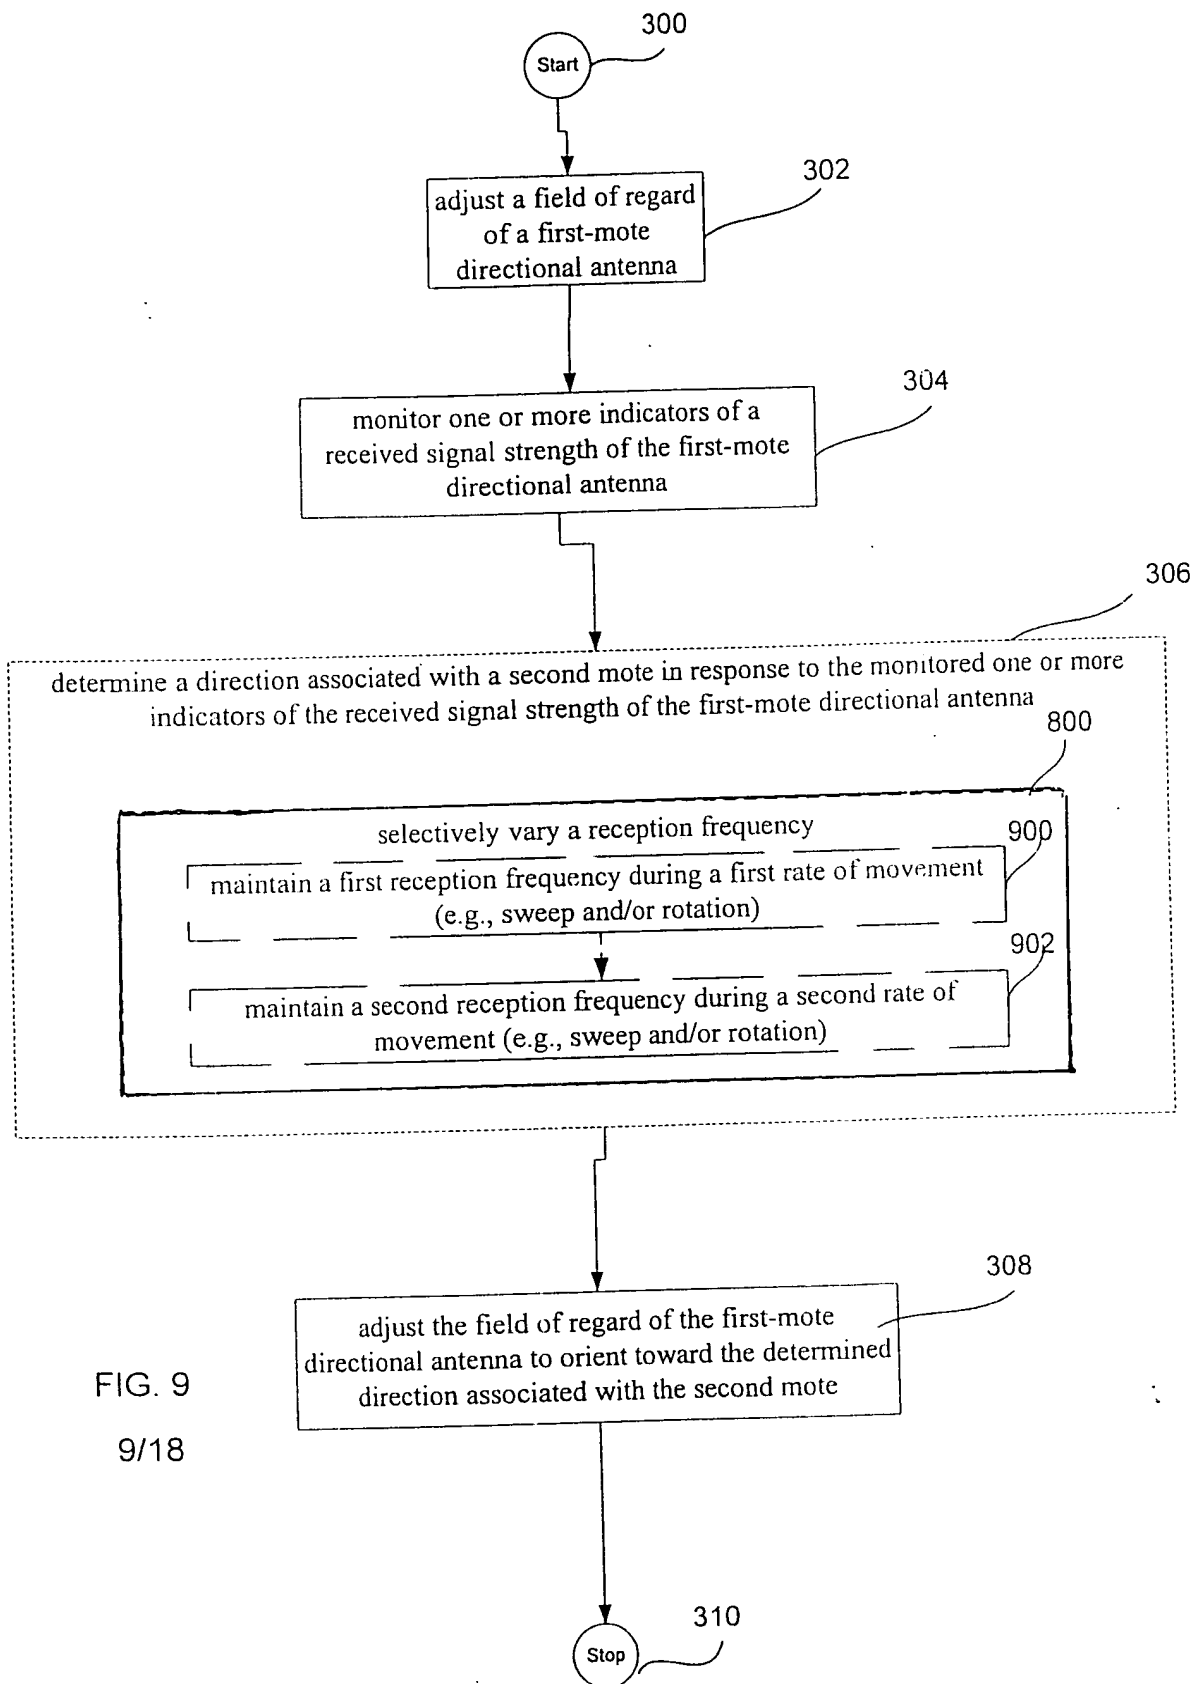 300
Start
302
adjust a field of regard
of a first-mote
directional antenna
304
monitor one or more indicators of a
received signal strength of the first-mote
directional antenna
306
determine a direction associated with a second mote in response to the monitored one or more
indicators of the received signal strength of the first-mote directional antenna
800
selectively vary a reception frequency
900
maintain a first reception frequency during a first rate of movement
(e.g., sweep and/or rotation)
902
maintain a second reception frequency during a second rate of
movement (e.g., sweep and/or rotation)
308
adjust the field of regard of the first-mote
directional antenna to orient toward the determined
direction associated with the second mote
FIG. 9
9/18
310
Stop